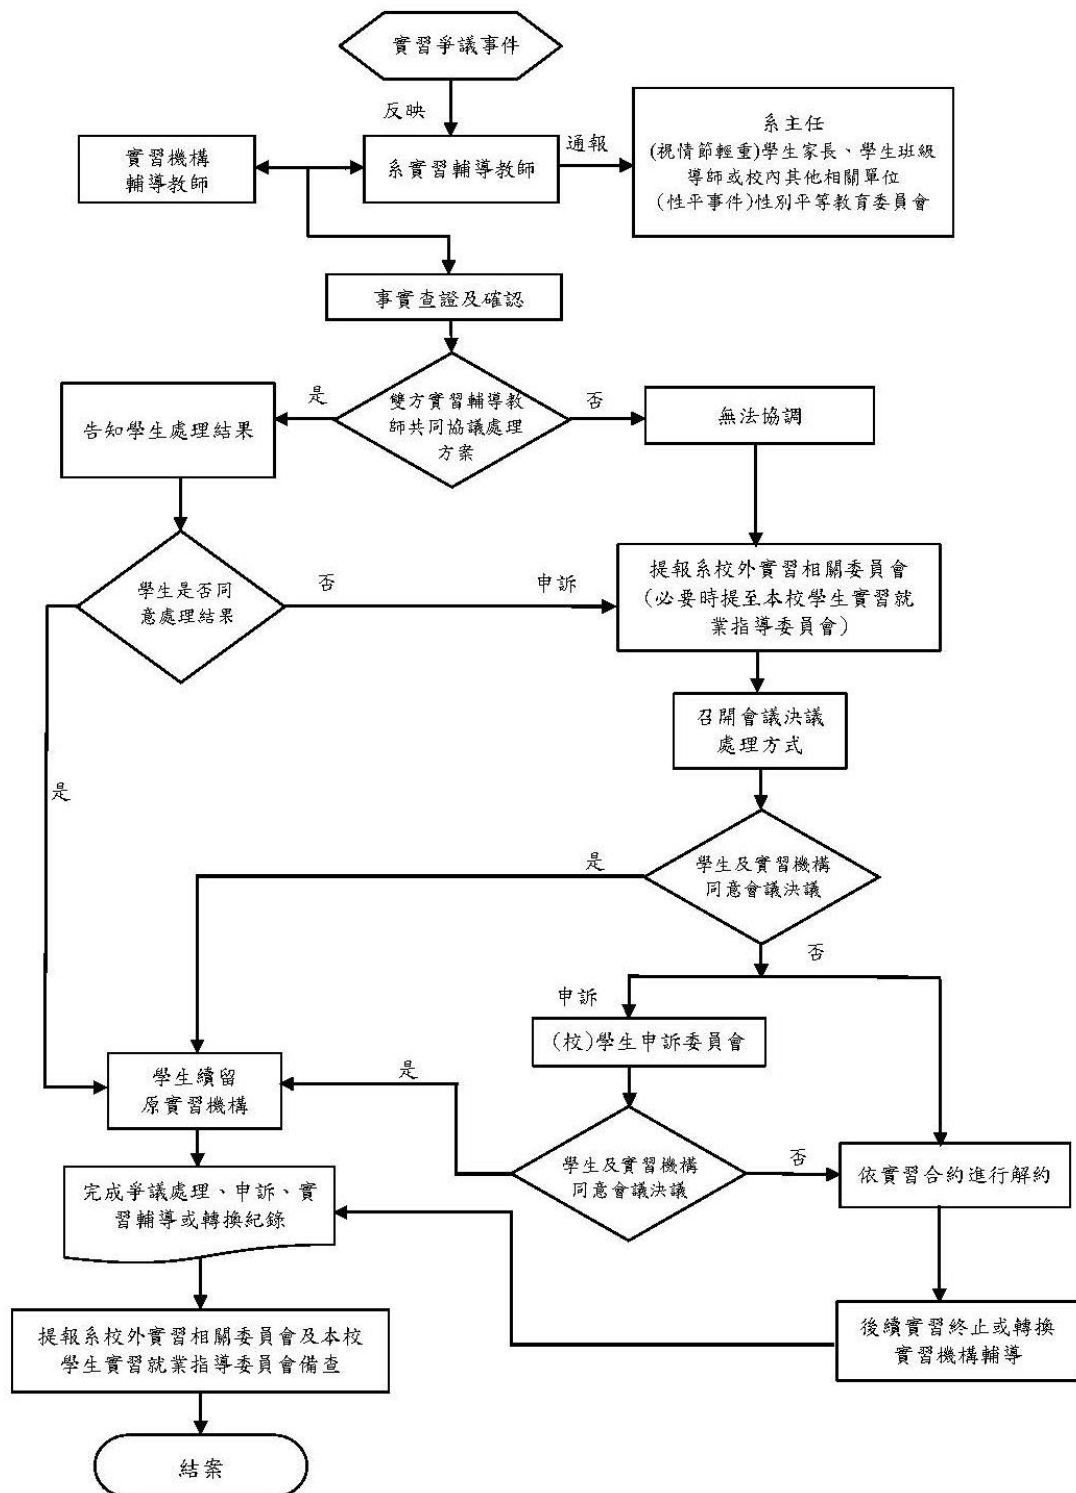 實習爭議事件
反映
實習機構
輔導教師
系實習輔導教師
通報
系主任
(視情節輕重)學生家長、學生班級
導師或校內其他相關單位
(性平事件)性別平等教育委員會
事實查證及確認
雙方實習輔導教
師共同協議處理
方案
是
否
告知學生處理結果
無法協調
學生是否同
意處理結果
否
申訴
提報系校外實習相關委員會
(必要時提至本校學生實習就
業指導委員會)
召開會議決議
處理方式
是
學生及實習機構
同意會議決議
是
否
申訴
(校)學生申訴委員會
學生續留
原實習機構
是
學生及實習機構
同意會議決議
否
依實習合約進行解約
完成爭議處理、申訴、實
習輔導或轉換紀錄
後續實習終止或轉換
實習機構輔導
提報系校外實習相關委員會及本校
學生實習就業指導委員會備查
結案